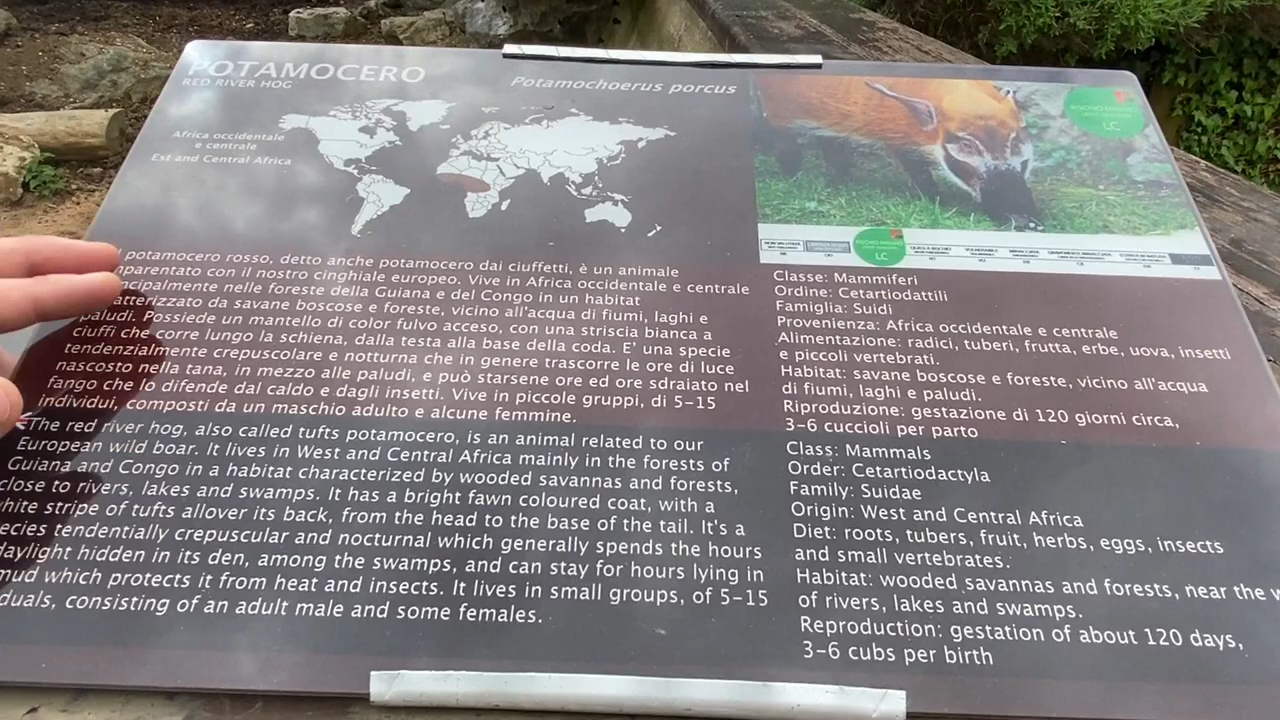 POTAMOCERO
RED RIVER HOG
Potamochoerus porcus
Africa occidentale
e centrale
Est and Central Africa
RISCHIO MINIMO
LC
RISCHIO MINIMO
LC
potamocero rosso, detto anche potamocero dai ciuffetti, è un animale
mparentato con il nostro cinghiale europeo. Vive in Africa occidentale e centrale
ncipalmente nelle foreste della Guiana e del Congo in un habitat
atterizzato da savane boscose e foreste, vicino all'acqua di fiumi, laghi e
paludi. Possiede un mantello di color fulvo acceso, con una striscia bianca a
ciuffi che corre lungo la schiena, dalla testa alla base della coda. E' una specie
tendenzialmente crepuscolare e notturna che in genere trascorre le ore di luce
nascosto nella tana, in mezzo alle paludi, e può starsene ore ed ore sdraiato nel
fango che lo difende dal caldo e dagli insetti. Vive in piccole gruppi, di 5-15
individui, composti da un maschio adulto e alcune femmine.
The red river hog, also called tufts potamocero, is an animal related to our
European wild boar. It lives in West and Central Africa mainly in the forests of
Guiana and Congo in a habitat characterized by wooded savannas and forests,
close to rivers, lakes and swamps. It has a bright fawn coloured coat, with a
hite stripe of tufts allover its back, from the head to the base of the tail. It's a
ecies tendentially crepuscular and nocturnal which generally spends the hours
daylight hidden in its den, among the swamps, and can stay for hours lying in
mud which protects it from heat and insects. It lives in small groups, of 5-15
duals, consisting of an adult male and some females.
Classe: Mammiferi
Ordine: Cetartiodattili
Famiglia: Suidi
Provenienza: Africa occidentale e centrale
Alimentazione: radici, tuberi, frutta, erbe, uova, insetti
e piccoli vertebrati.
Habitat: savane boscose e foreste, vicino all'acqua
di fiumi, laghi e paludi.
Riproduzione: gestazione di 120 giorni circa,
3-6 cuccioli per parto
Class: Mammals
Order: Cetartiodactyla
Family: Suidae
Origin: West and Central Africa
Diet: roots, tubers, fruit, herbs, eggs, insects
and small vertebrates.
Habitat: wooded savannas and forests, near the w
of rivers, lakes and swamps.
Reproduction: gestation of about 120 days,
3-6 cubs per birth